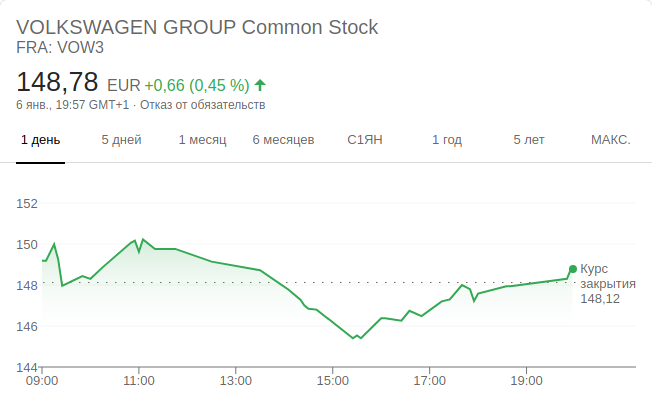 VOLKSWAGEN GROUP Common Stock
FRA: VOW3
148,78 EUR +0,66 (0,45 %)
6 янв., 19:57 GMT+1 · Отказ от обязательств
1 день 5 дней 1 месяц 6 месяцев С1ЯН 1 год 5 лет МАКС.
152
150
148
146
144
Курс
закрытия
148,12
09:00 11:00 13:00 15:00 17:00 19:00